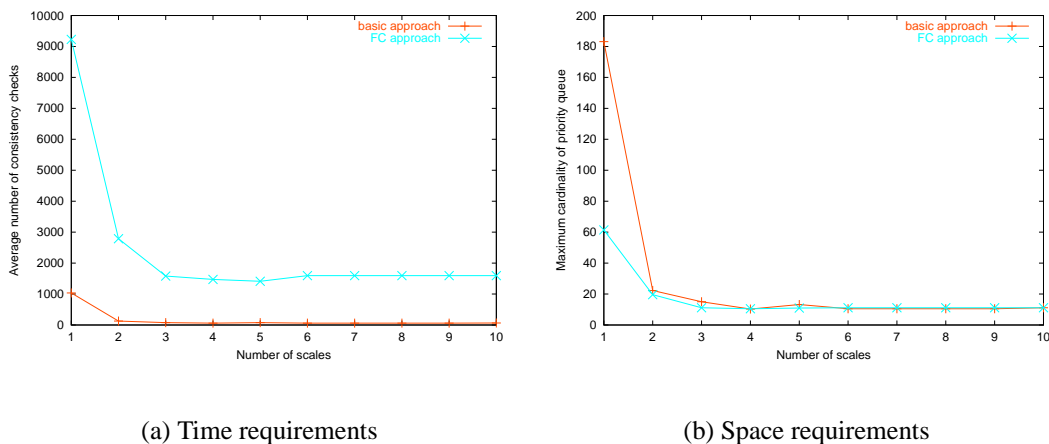 basic approach
FC approach
10000
9000
8000
7000
6000
5000
4000
3000
2000
1000
0
Average number of consistency checks
1 2 3 4 5 6 7 8 9 10
Number of scales
(a) Time requirements
basic approach
FC approach
200
180
160
140
120
100
80
60
40
20
0
Maximum cardinality of priority queue
1 2 3 4 5 6 7 8 9 10
Number of scales
(b) Space requirements